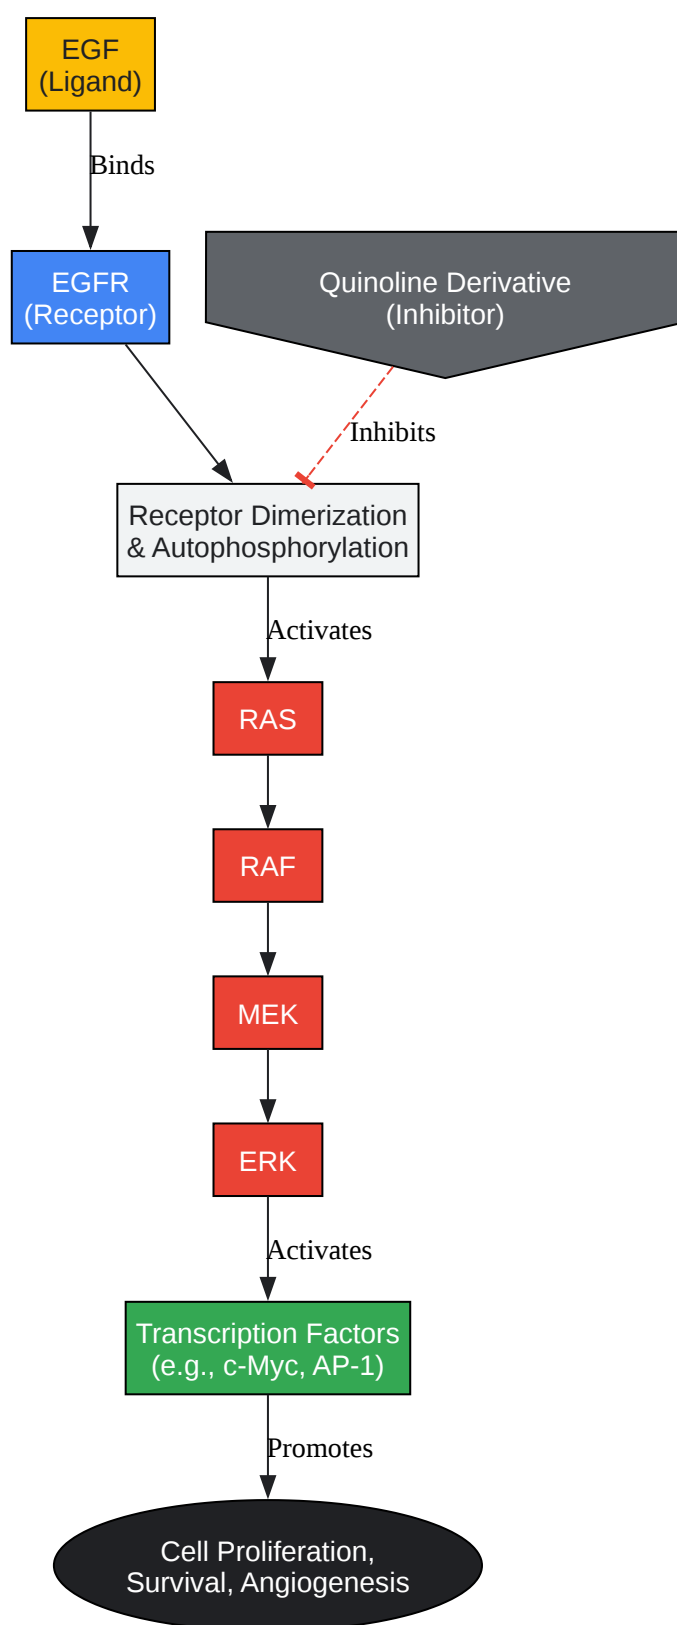 EGF
(Ligand)
Binds
EGFR
(Receptor)
Quinoline Derivative
(Inhibitor)
Inhibits
Receptor Dimerization
& Autophosphorylation
Activates
RAS
RAF
MEK
ERK
Activates
Transcription Factors
(e.g., c-Myc, AP-1)
Promotes
Cell Proliferation,
Survival, Angiogenesis